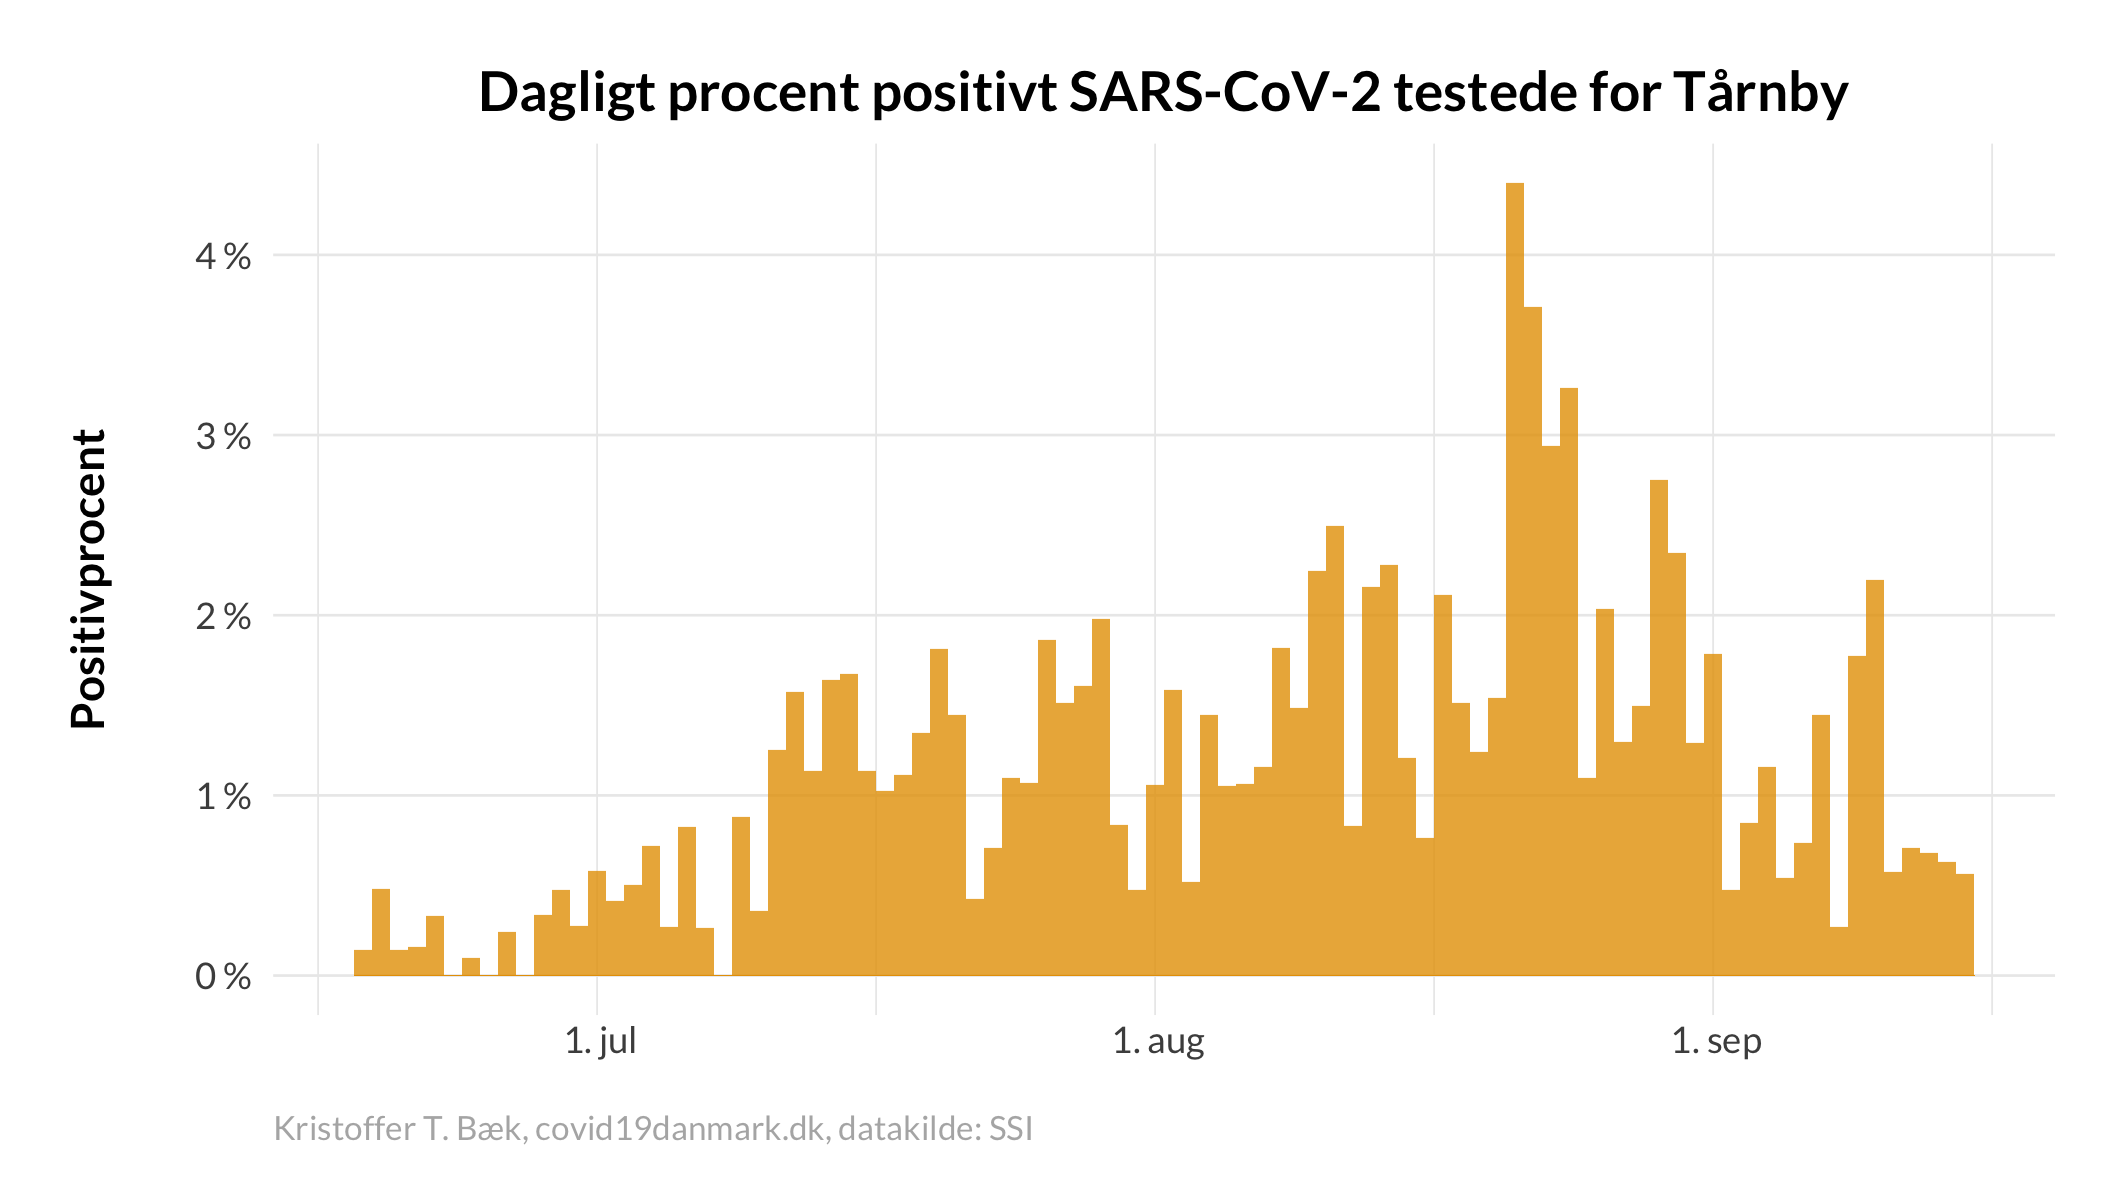 Dagligt procent positivt SARS-CoV-2 testede for Tårnby
Positivprocent
4 %
3 %
2 %
1 %
0 %
1. jul
1. aug
1. sep
Kristoffer T. Bæk, covid19danmark.dk, datakilde: SSI